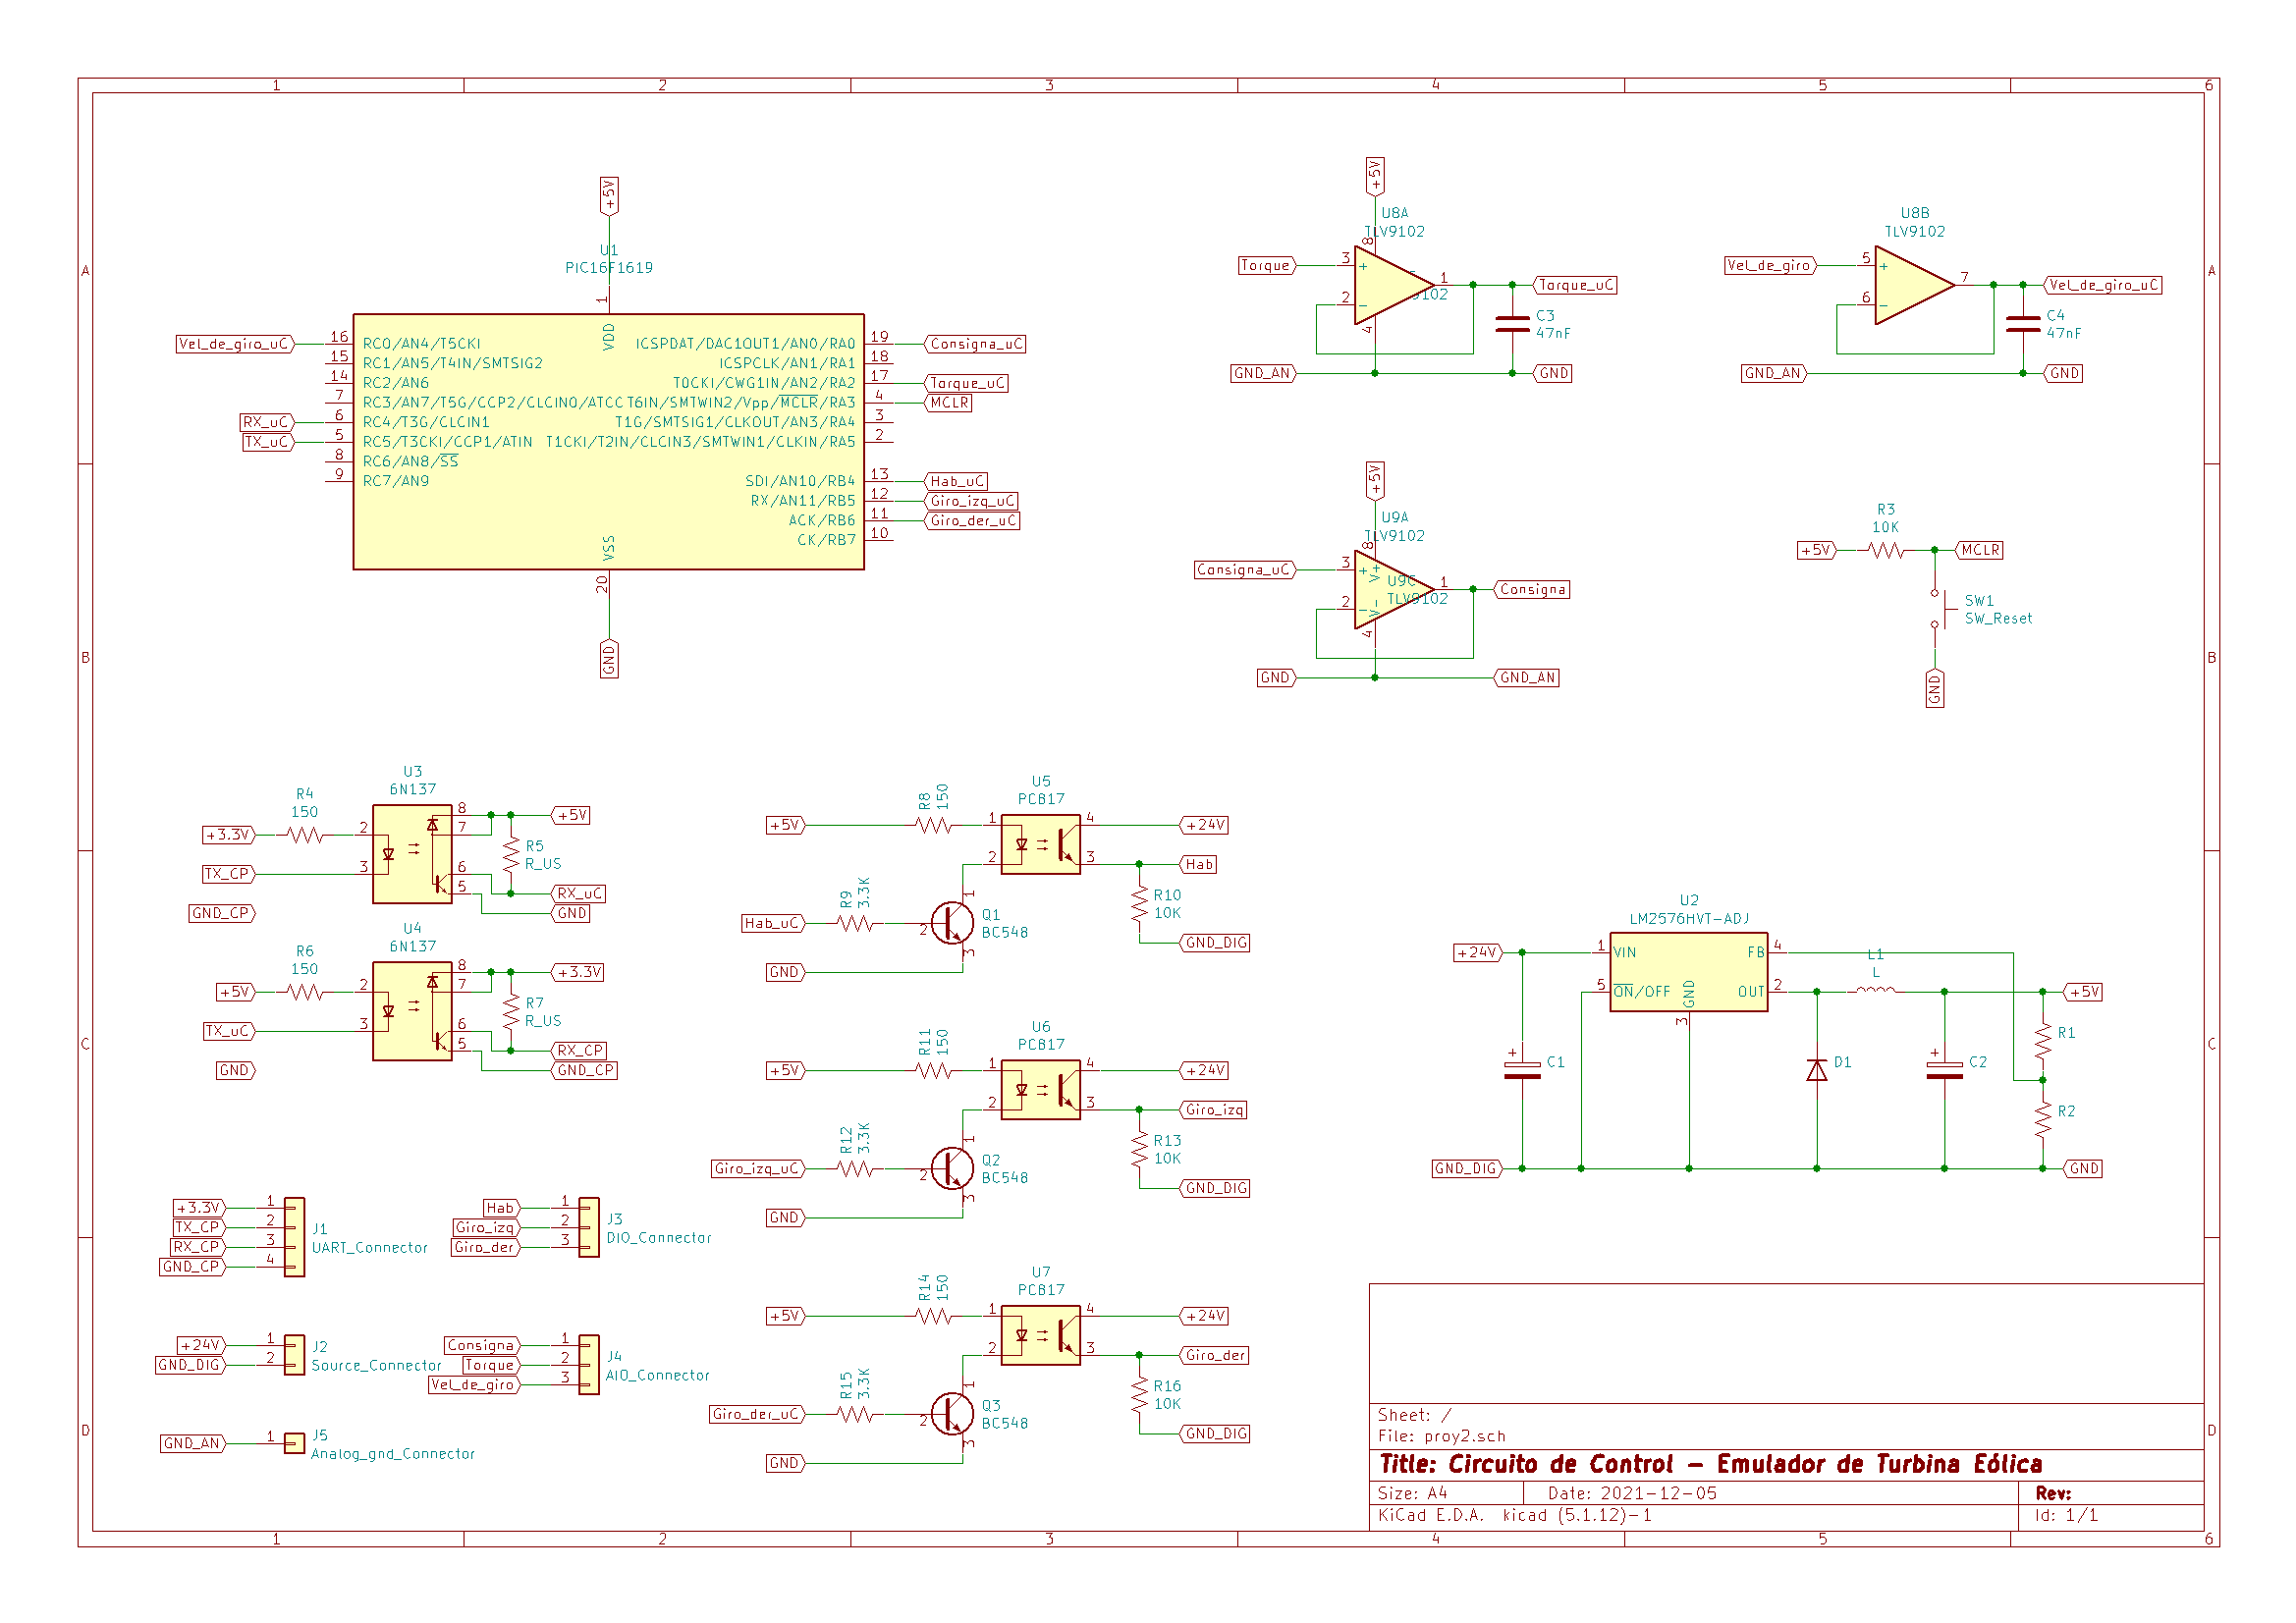 1 2 3 4 5 6
A A
B B
C C
D D
1 2 3 4 5 6
+5V
U1
PIC16F1619
1
VDD
Vel_de_giro_uC 16 RC0/AN4/T5CKI
15 RC1/AN5/T4IN/SMTSIG2
14 RC2/AN6
7 RC3/AN7/T5G/CCP2/CLCIN0/ATCC
RX_uC 6 RC4/T3G/CLCIN1
TX_uC 5 RC5/T3CKI/CCP1/ATIN
8 RC6/AN8/SS
9 RC7/AN9
ICSPDAT/DAC1OUT1/AN0/RA0 19 Consigna_uC
ICSPCLK/AN1/RA1 18
T0CKI/CWG1IN/AN2/RA2 17 Torque_uC
T6IN/SMTWIN2/Vpp/MCLR/RA3 4 MCLR
T1G/SMTSIG1/CLKOUT/AN3/RA4 3
T1CKI/T2IN/CLCIN3/SMTWIN1/CLKIN/RA5 2
SDI/AN10/RB4 13 Hab_uC
RX/AN11/RB5 12 Giro_izq_uC
ACK/RB6 11 Giro_der_uC
CK/RB7 10
VSS
20
GND
+5V
U8A
TLV9102
8
Torque 3 + 1 Torque_uC
2 -
4
C3
47nF
GND_AN GND
U8B
TLV9102
Vel_de_giro 5 + 7 Vel_de_giro_uC
6 -
C4
47nF
GND_AN GND
+5V
U9A
TLV9102
8
Consigna_uC 3 + V+ U9C 1 Consigna
2 - V- TLV9102
4
GND GND_AN
R3
10K
+5V MCLR
SW1
SW_Reset
GND
U3
6N137
R4
150
+3.3V 2 8 +5V
7
R5
R_US
TX_CP 3 6 RX_uC
5 GND
GND_CP
U4
6N137
R6
150
+5V 2 8 +3.3V
7
R7
R_US
TX_uC 3 6 RX_CP
5 GND_CP
GND
U5
PC817
R8
150
+5V 1 4 +24V
2 3 Hab
R9
3.3K
R10
10K
Hab_uC 2 1 3
Q1
BC548
GND GND_DIG
U6
PC817
R11
150
+5V 1 4 +24V
2 3 Giro_izq
R12
3.3K
R13
10K
Giro_izq_uC 2 1 3
Q2
BC548
GND GND_DIG
U7
PC817
R14
150
+5V 1 4 +24V
2 3 Giro_der
R15
3.3K
R16
10K
Giro_der_uC 2 1 3
Q3
BC548
GND GND_DIG
U2
LM2576HVT-ADJ
+24V 1 VIN FB 4
5 ON/OFF GND OUT 2
3
L1
L
+5V
C1
D1
C2
R1
R2
GND_DIG GND
+3.3V 1
TX_CP 2
RX_CP 3
GND_CP 4
J1
UART_Connector
Hab 1
Giro_izq 2
Giro_der 3
J3
DIO_Connector
+24V 1
GND_DIG 2
J2
Source_Connector
Consigna 1
Torque 2
Vel_de_giro 3
J4
AIO_Connector
GND_AN 1
J5
Analog_gnd_Connector
Sheet: /
File: proy2.sch
Title: Circuito de Control – Emulador de Turbina Eólica
Size: A4 Date: 2021-12-05 Rev:
KiCad E.D.A. kicad (5.1.12)-1 Id: 1/1